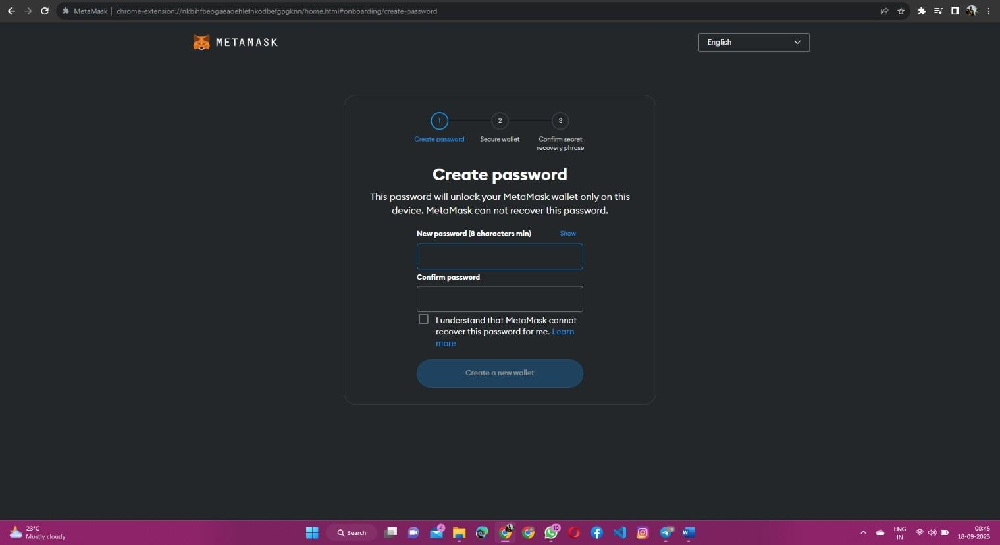 MetaMask chrome-extension://nkbihfbeogaeaoehlefnkodbefgpgknn/home.html#onboarding/create-password
METAMASK
English
1
2
3
Create password
Secure wallet
Confirm secret
recovery phrase
Create password
This password will unlock your MetaMask wallet only on this
device. MetaMask can not recover this password.
New password (8 characters min)
Show
Confirm password
I understand that MetaMask cannot
recover this password for me. Learn
more
Create a new wallet
23°C
Mostly cloudy
Search
4
10
ENG
IN
00:45
18-09-2023